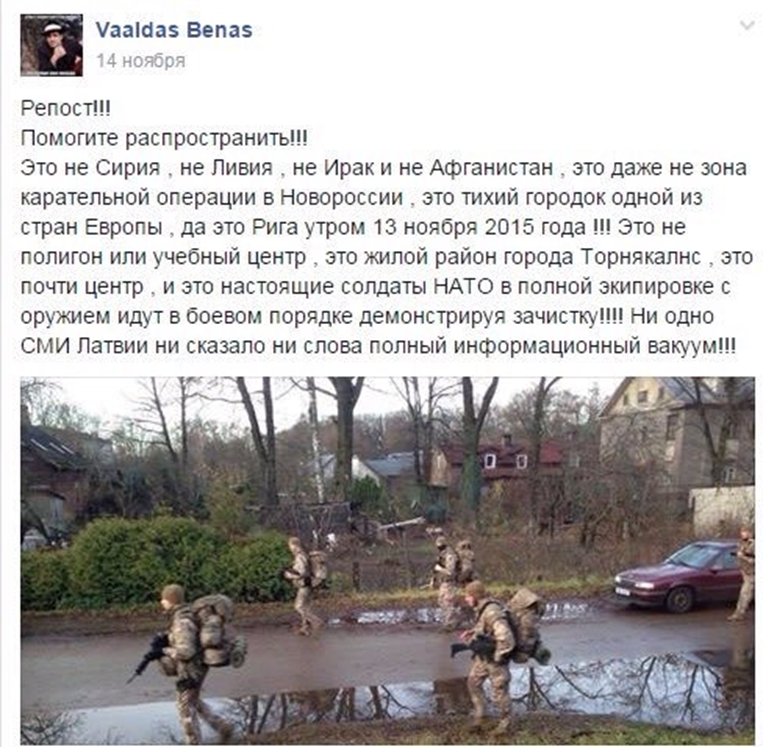 Vaaldas Benas
14 ноября
Репост!!!
Помогите распространить!!!
Это не Сирия , не Ливия , не Ирак и не Афганистан , это даже не зона
карательной операции в Новороссии , это тихий городок одной из
стран Европы , да это Рига утром 13 ноября 2015 года !!! Это не
полигон или учебный центр , это жилой район города Торнякалнс , это
почти центр , и это настоящие солдаты НАТО в полной экипировке с
оружием идут в боевом порядке демонстрируя зачистку!!!! Ни одно
СМИ Латвии ни сказало ни слова полный информационный вакуум!!!